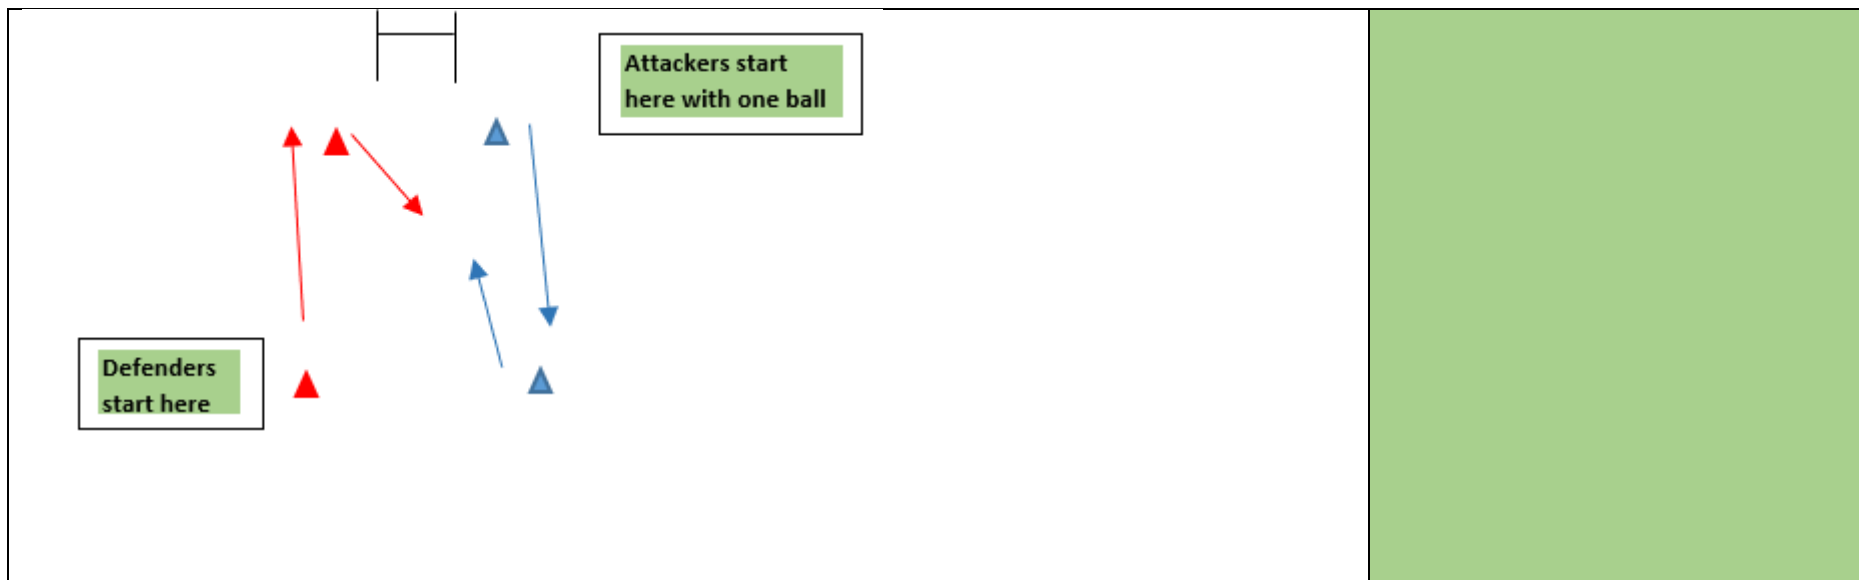 Attackers start
here with one ball
Defenders
start here